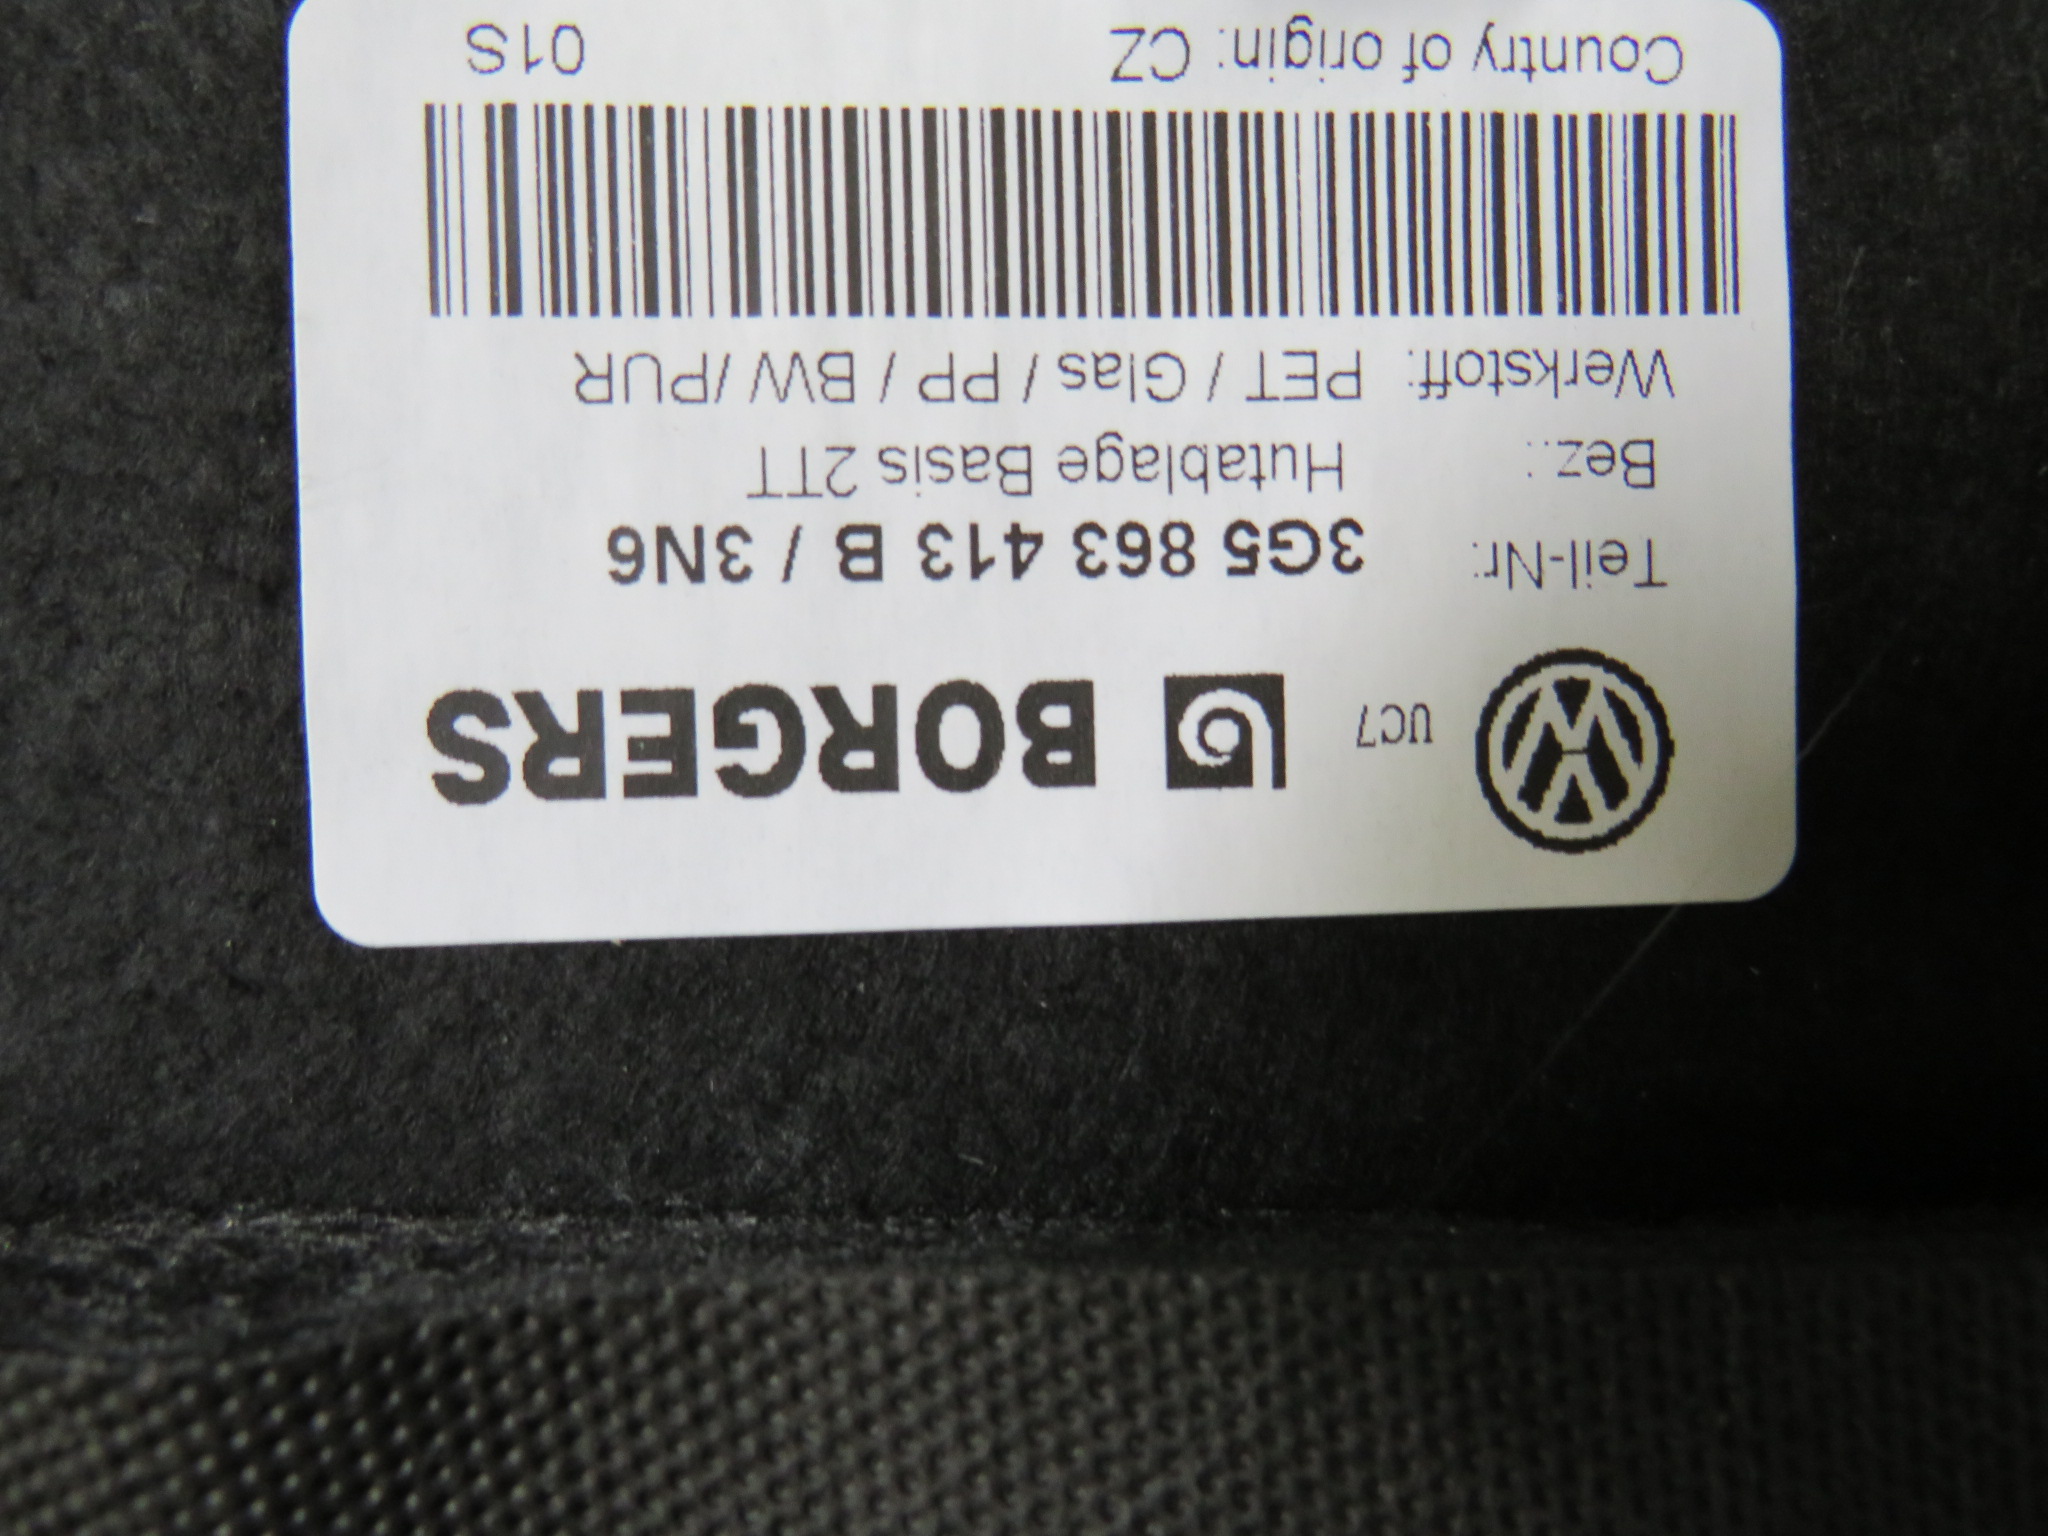 UC7 BORGERS
Teil-Nr.: 3G5 863 413 B / 3N6
Bez.: Hutablage Basis 2TT
Werkstoff: PET / Glas / PP / BW /PUR
Country of origin: CZ 01S